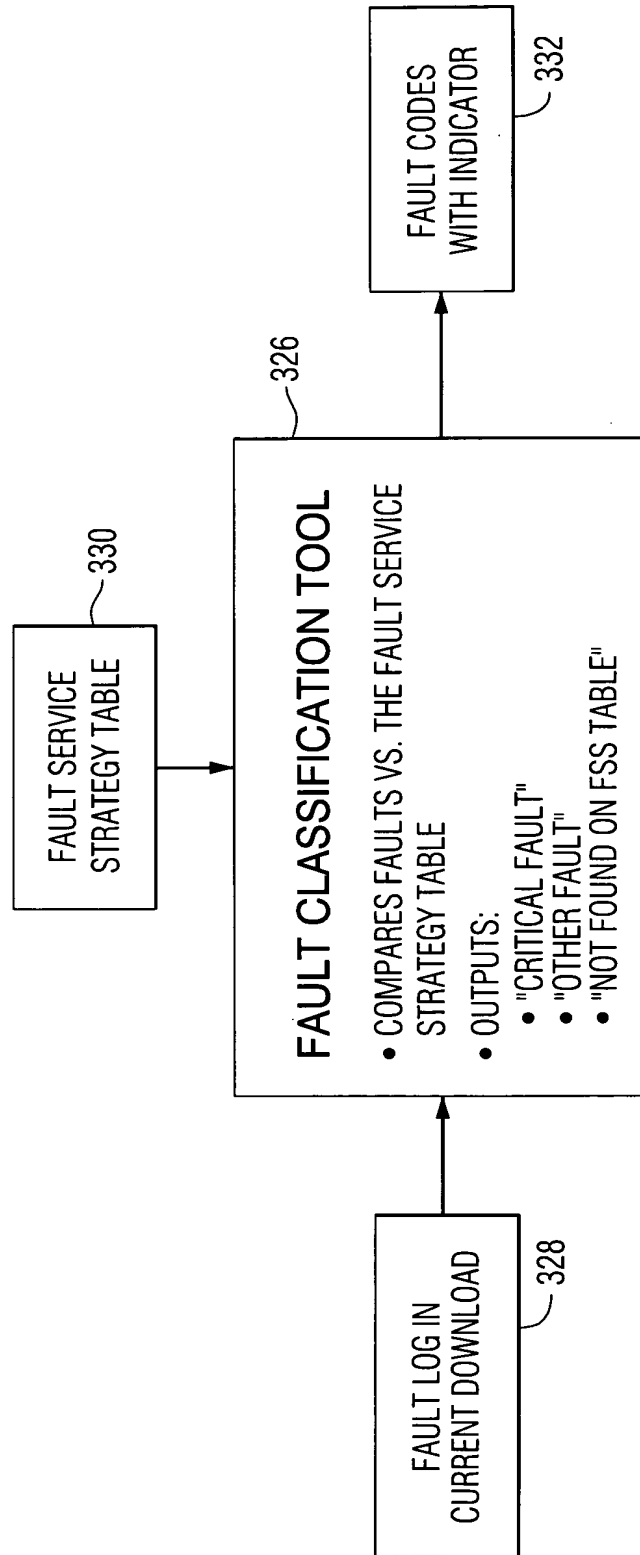 FAULT SERVICE
STRATEGY TABLE
330
326
FAULT CLASSIFICATION TOOL
• COMPARES FAULTS VS. THE FAULT SERVICE
STRATEGY TABLE
• OUTPUTS:
• "CRITICAL FAULT"
• "OTHER FAULT"
• "NOT FOUND ON FSS TABLE"
FAULT LOG IN
CURRENT DOWNLOAD
328
FAULT CODES
WITH INDICATOR
332